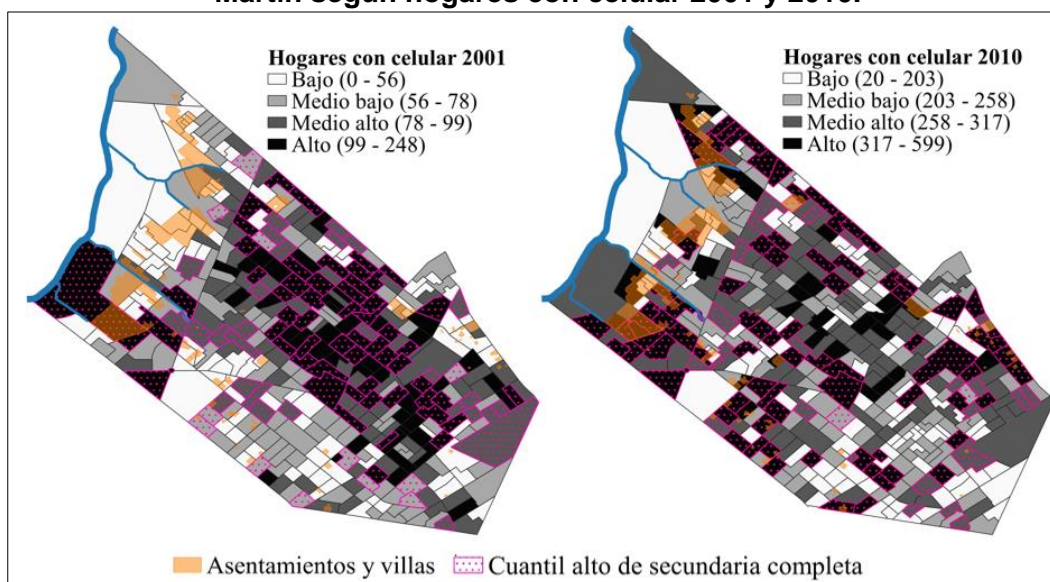 Martín según hogares con celular 2001 y 2010.
Hogares con celular 2001
Bajo (0 - 56)
Medio bajo (56 - 78)
Medio alto (78 - 99)
Alto (99 - 248)
Hogares con celular 2010
Bajo (20 - 203)
Medio bajo (203 - 258)
Medio alto (258 - 317)
Alto (317 - 599)
Asentamientos y villas
Cuantil alto de secundaria completa